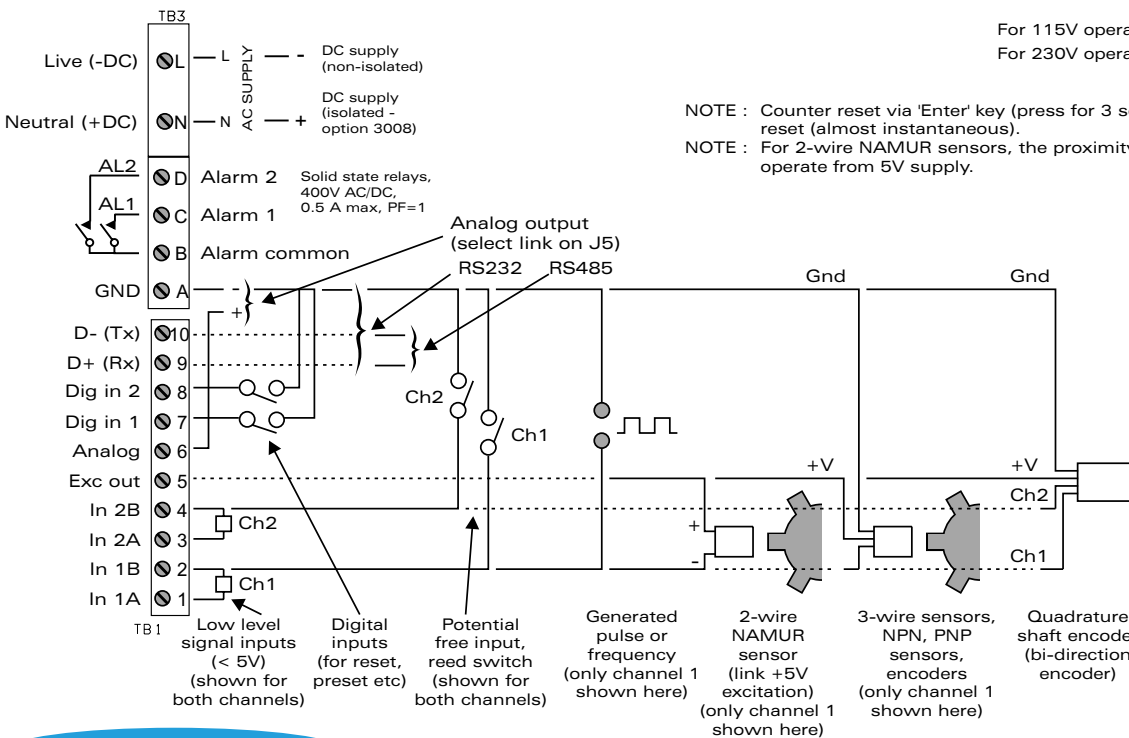 TB3
For 115V opera
For 230V opera
Live (-DC)
L
L
AC SUPPLY
-
DC supply
(non-isolated)
Neutral (+DC)
N
N
+
DC supply
(isolated -
option 3008)
NOTE : Counter reset via 'Enter' key (press for 3 s
reset (almost instantaneous).
NOTE : For 2-wire NAMUR sensors, the proximity
operate from 5V supply.
AL2
D
Alarm 2
Solid state relays,
400V AC/DC,
0.5 A max, PF=1
AL1
C
Alarm 1
B
Alarm common
Analog output
(select link on J5)
RS232
RS485
GND
A
+
Gnd
Gnd
D- (Tx)
10
D+ (Rx)
9
Dig in 2
8
Dig in 1
7
Analog
6
Exc out
5
In 2B
4
In 2A
3
In 1B
2
In 1A
1
TB1
Ch2
Ch1
Ch2
Ch1
+V
+V
Ch2
Ch1
+
-
Low level
signal inputs
(< 5V)
(shown for
both channels)
Digital
inputs
(for reset,
preset etc)
Potential
free input,
reed switch
(shown for
both channels)
Generated
pulse or
frequency
(only channel 1
shown here)
2-wire
NAMUR
sensor
(link +5V
excitation)
(only channel 1
shown here)
3-wire sensors,
NPN, PNP
sensors,
encoders
(only channel 1
shown here)
Quadrature
shaft encode
(bi-direction
encoder)